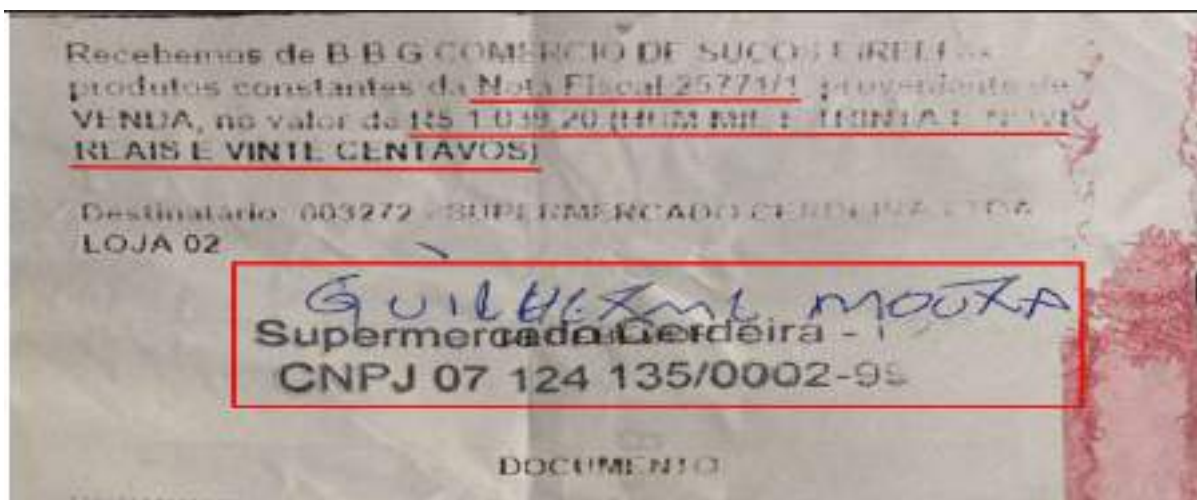 Recebemos de B B G COMERCIO DE SUCOS EIRELI os
produtos constantes da Nota Fiscal 25771/1, proveniente de
VENDA, no valor de R$ 1.039,20 (HUM MIL E TRINTA E NOVE
REAIS E VINTE CENTAVOS)
Destinatário: 003272 - SUPERMERCADO CERDEIRA LTDA
LOJA 02
GUILHERME MOURA
Supermercado Cerdeira -
CNPJ 07 124 135/0002-99
DOCUMENTO